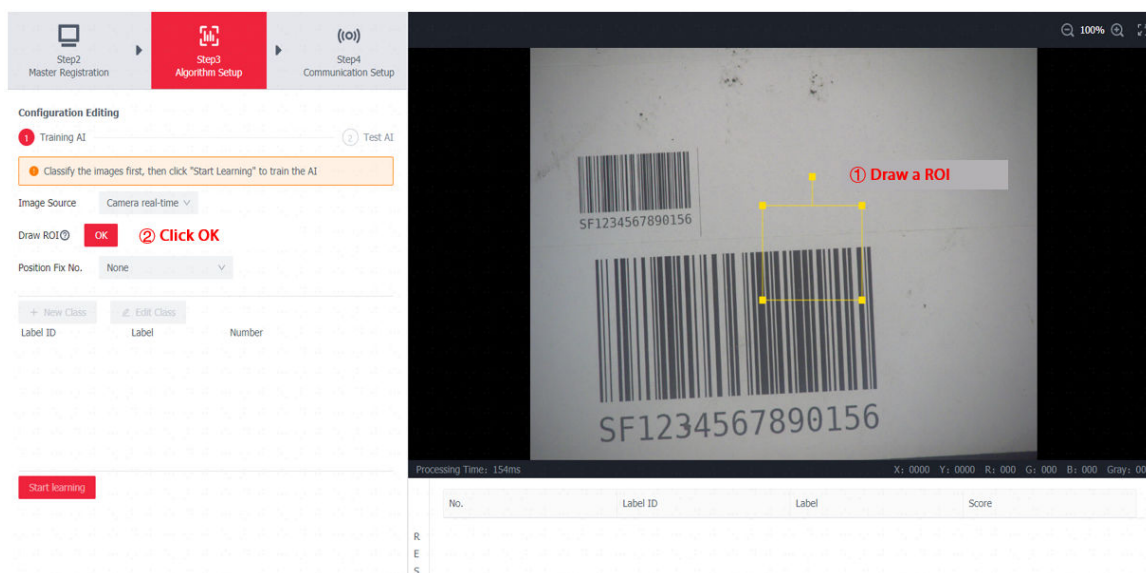 Step2
Master Registration
Step3
Algorithm Setup
Step4
Communication Setup
100%
Configuration Editing
1 Training AI
2 Test AI
Classify the images first, then click "Start Learning" to train the AI
Image Source Camera real-time
Draw ROI OK ② Click OK
Position Fix No. None
+ New Class Edit Class
Label ID Label Number
Start learning
① Draw a ROI
SF1234567890156
SF1234567890156
Processing Time: 154ms X: 0000 Y: 0000 R: 000 G: 000 B: 000 Gray: 00
No. Label ID Label Score
R
E
S